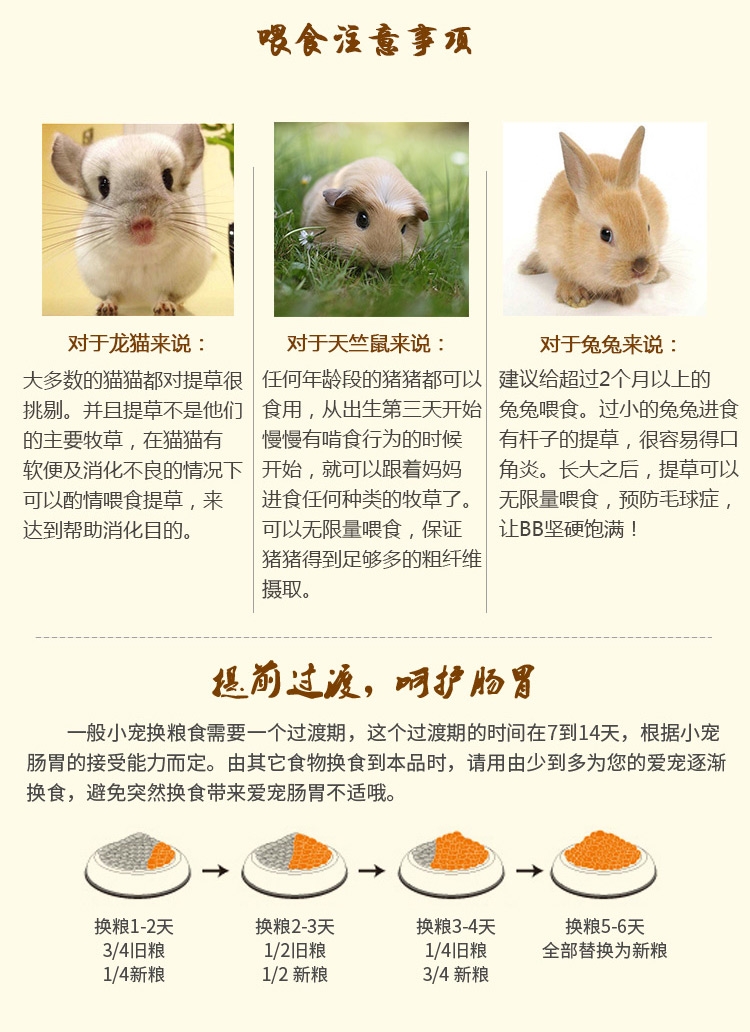 喂食注意事项
对于龙猫来说：
大多数的猫猫都对提草很
挑剔。并且提草不是他们
的主要牧草，在猫猫有
软便及消化不良的情况下
可以酌情喂食提草，来
达到帮助消化目的。
对于天竺鼠来说：
任何年龄段的猪猪都可以
食用，从出生第三天开始
慢慢有啃食行为的时候
开始，就可以跟着妈妈
进食任何种类的牧草了。
可以无限量喂食，保证
猪猪得到足够多的粗纤维
摄取。
对于兔兔来说：
建议给超过2个月以上的
兔兔喂食。过小的兔兔进食
有杆子的提草，很容易得口
角炎。长大之后，提草可以
无限量喂食，预防毛球症，
让BB坚硬饱满！
提前过渡，呵护肠胃
一般小宠换粮食需要一个过渡期，这个过渡期的时间在7到14天，根据小宠
肠胃的接受能力而定。由其它食物换食到本品时，请用由少到多为您的爱宠逐渐
换食，避免突然换食带来爱宠肠胃不适哦。
换粮1-2天
3/4旧粮
1/4新粮
换粮2-3天
1/2旧粮
1/2 新粮
换粮3-4天
1/4旧粮
3/4 新粮
换粮5-6天
全部替换为新粮